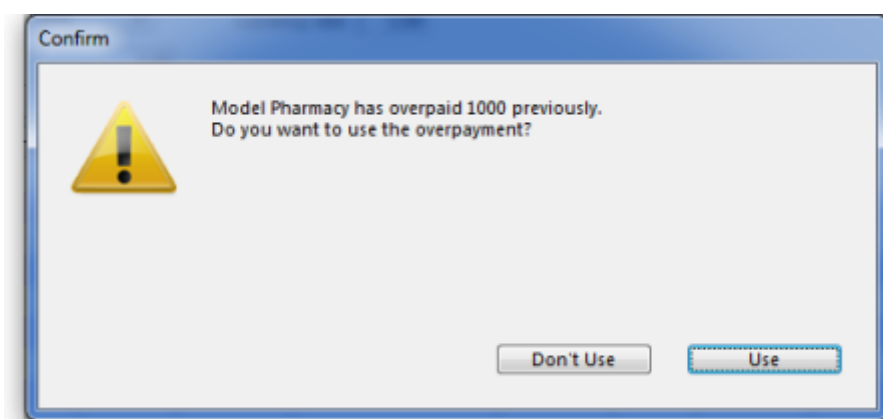 Confirm
Model Pharmacy has overpaid 1000 previously.
Do you want to use the overpayment?
Don't Use
Use